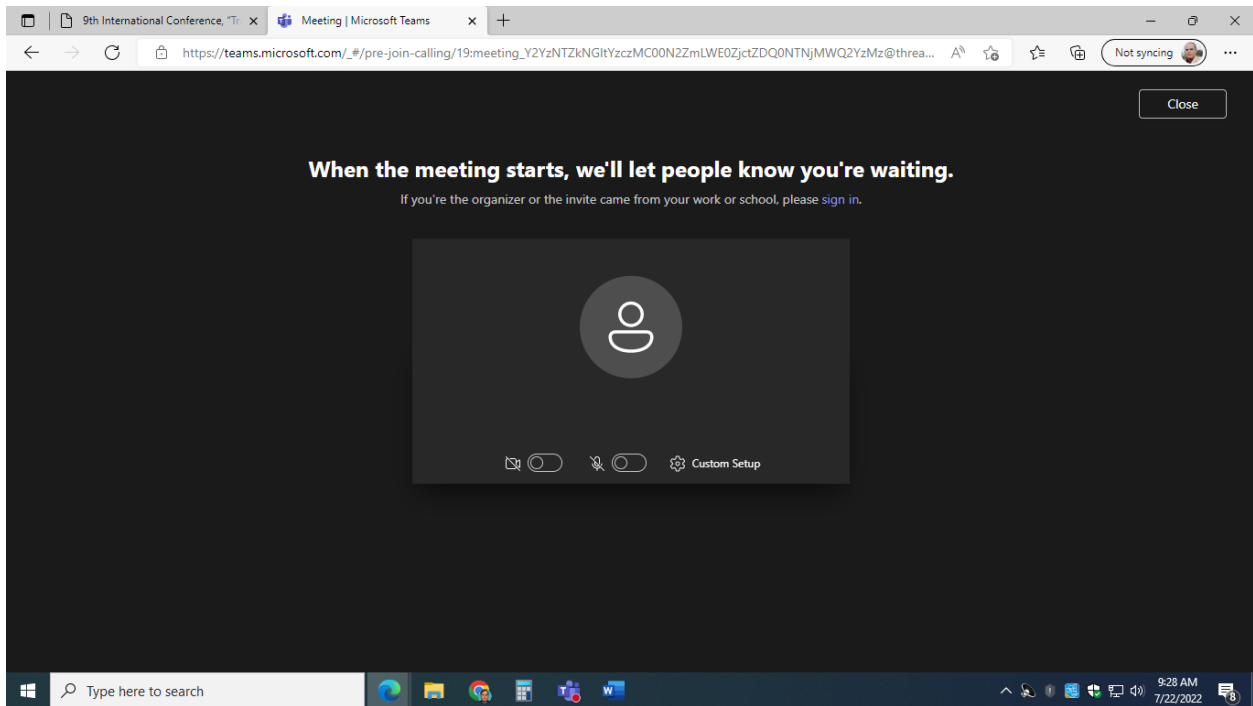 9th International Conference, "Tr
Meeting | Microsoft Teams
https://teams.microsoft.com/_#/pre-join-calling/19:meeting_Y2YzNTZkNGItYzczMC00N2ZmLWE0ZjctZDQ0NTNjMWQ2YzMz@threa...
Not syncing
Close
When the meeting starts, we'll let people know you're waiting.
If you're the organizer or the invite came from your work or school, please sign in.
Custom Setup
Type here to search
9:28 AM
7/22/2022
8